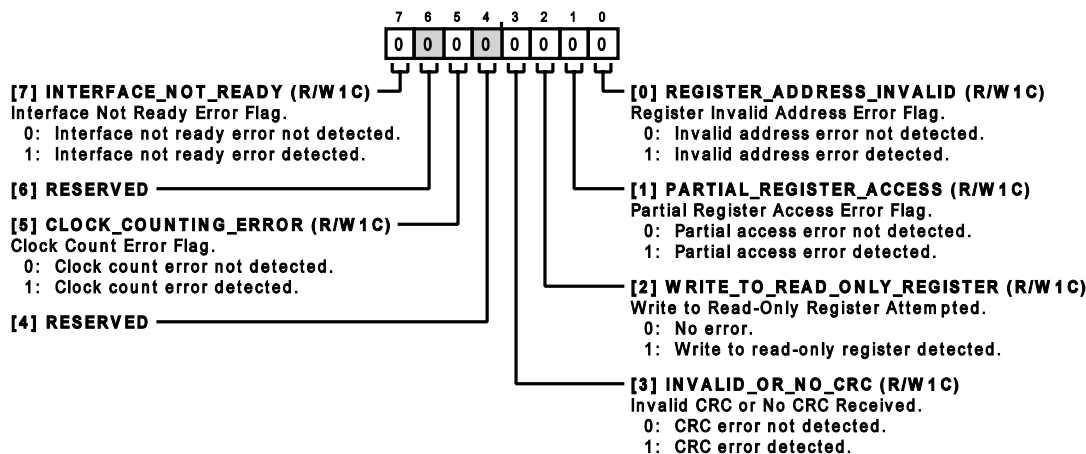 7 6 5 4 3 2 1 0
0 0 0 0 0 0 0 0
[7] INTERFACE_NOT_READY (R/W1C)
Interface Not Ready Error Flag.
0: Interface not ready error not detected.
1: Interface not ready error detected.
[6] RESERVED
[5] CLOCK_COUNTING_ERROR (R/W1C)
Clock Count Error Flag.
0: Clock count error not detected.
1: Clock count error detected.
[4] RESERVED
[0] REGISTER_ADDRESS_INVALID (R/W1C)
Register Invalid Address Error Flag.
0: Invalid address error not detected.
1: Invalid address error detected.
[1] PARTIAL_REGISTER_ACCESS (R/W1C)
Partial Register Access Error Flag.
0: Partial access error not detected.
1: Partial access error detected.
[2] WRITE_TO_READ_ONLY_REGISTER (R/W1C)
Write to Read-Only Register Attempted.
0: No error.
1: Write to read-only register detected.
[3] INVALID_OR_NO_CRC (R/W1C)
Invalid CRC or No CRC Received.
0: CRC error not detected.
1: CRC error detected.